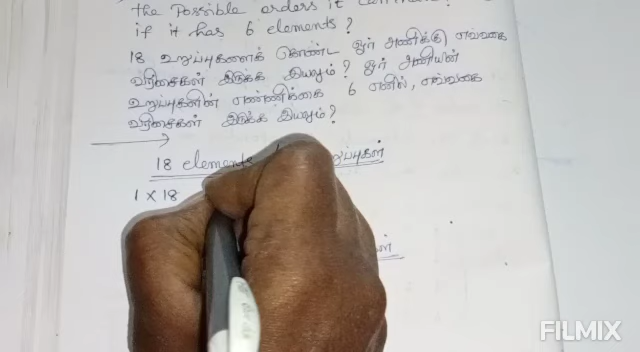 the Possible orders it can have?
if it has 6 elements?
18 உறுப்புகளைக் கொண்ட ஓர் அணிக்கு எவ்வகை
வரிசைகள் இருக்க இயலும்? ஓர் அணியின்
உறுப்புகளின் எண்ணிக்கை 6 எனில், எவ்வகை
வரிசைகள் இருக்க இயலும்?
18 elements
1 × 18
FILMIX